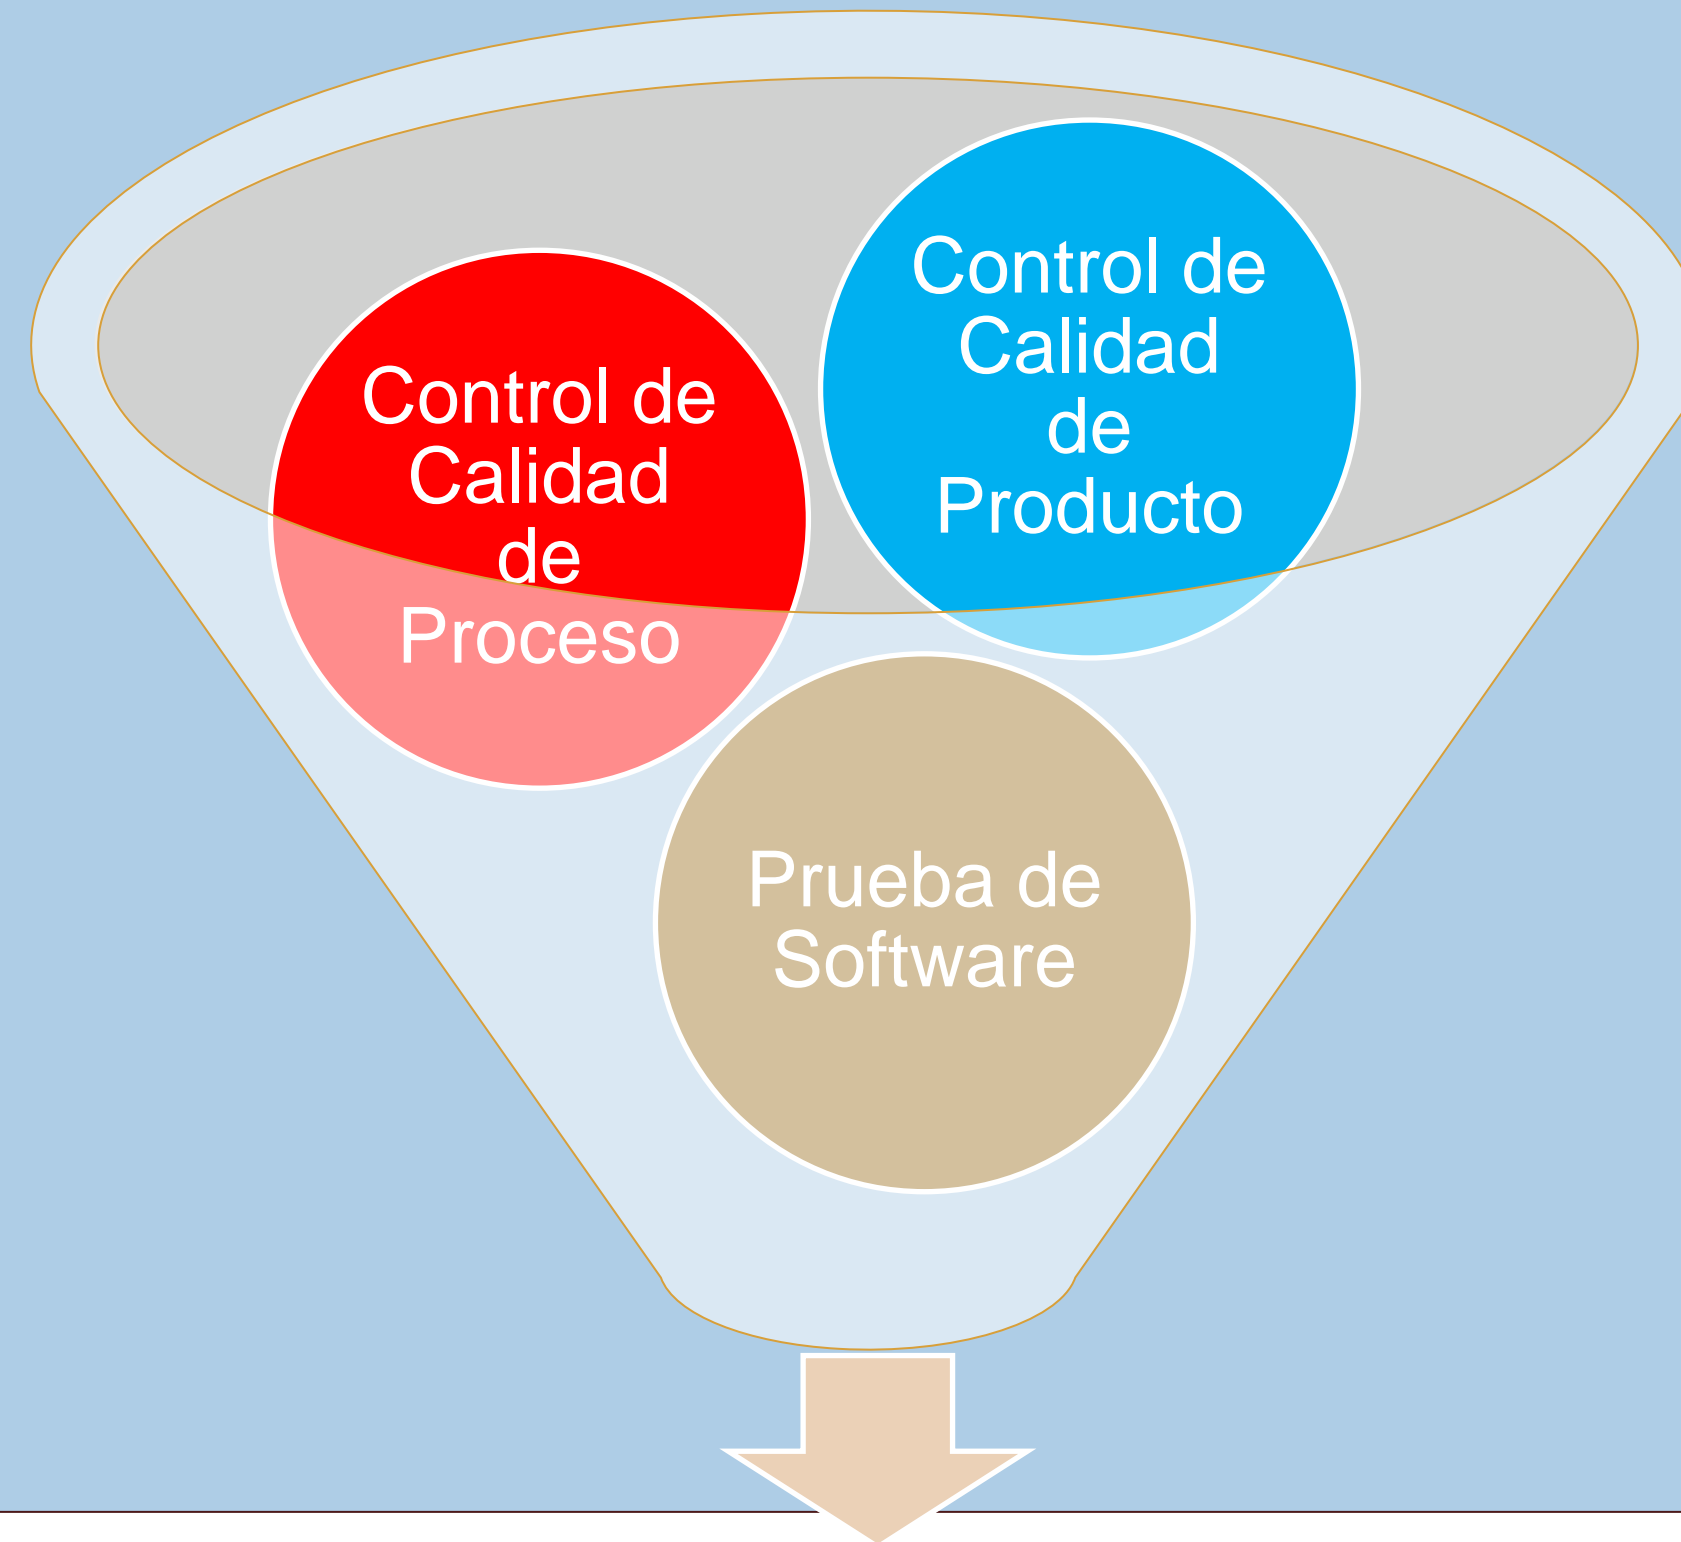 Control de
Calidad
de
Proceso
Control de
Calidad
de
Producto
Prueba de
Software